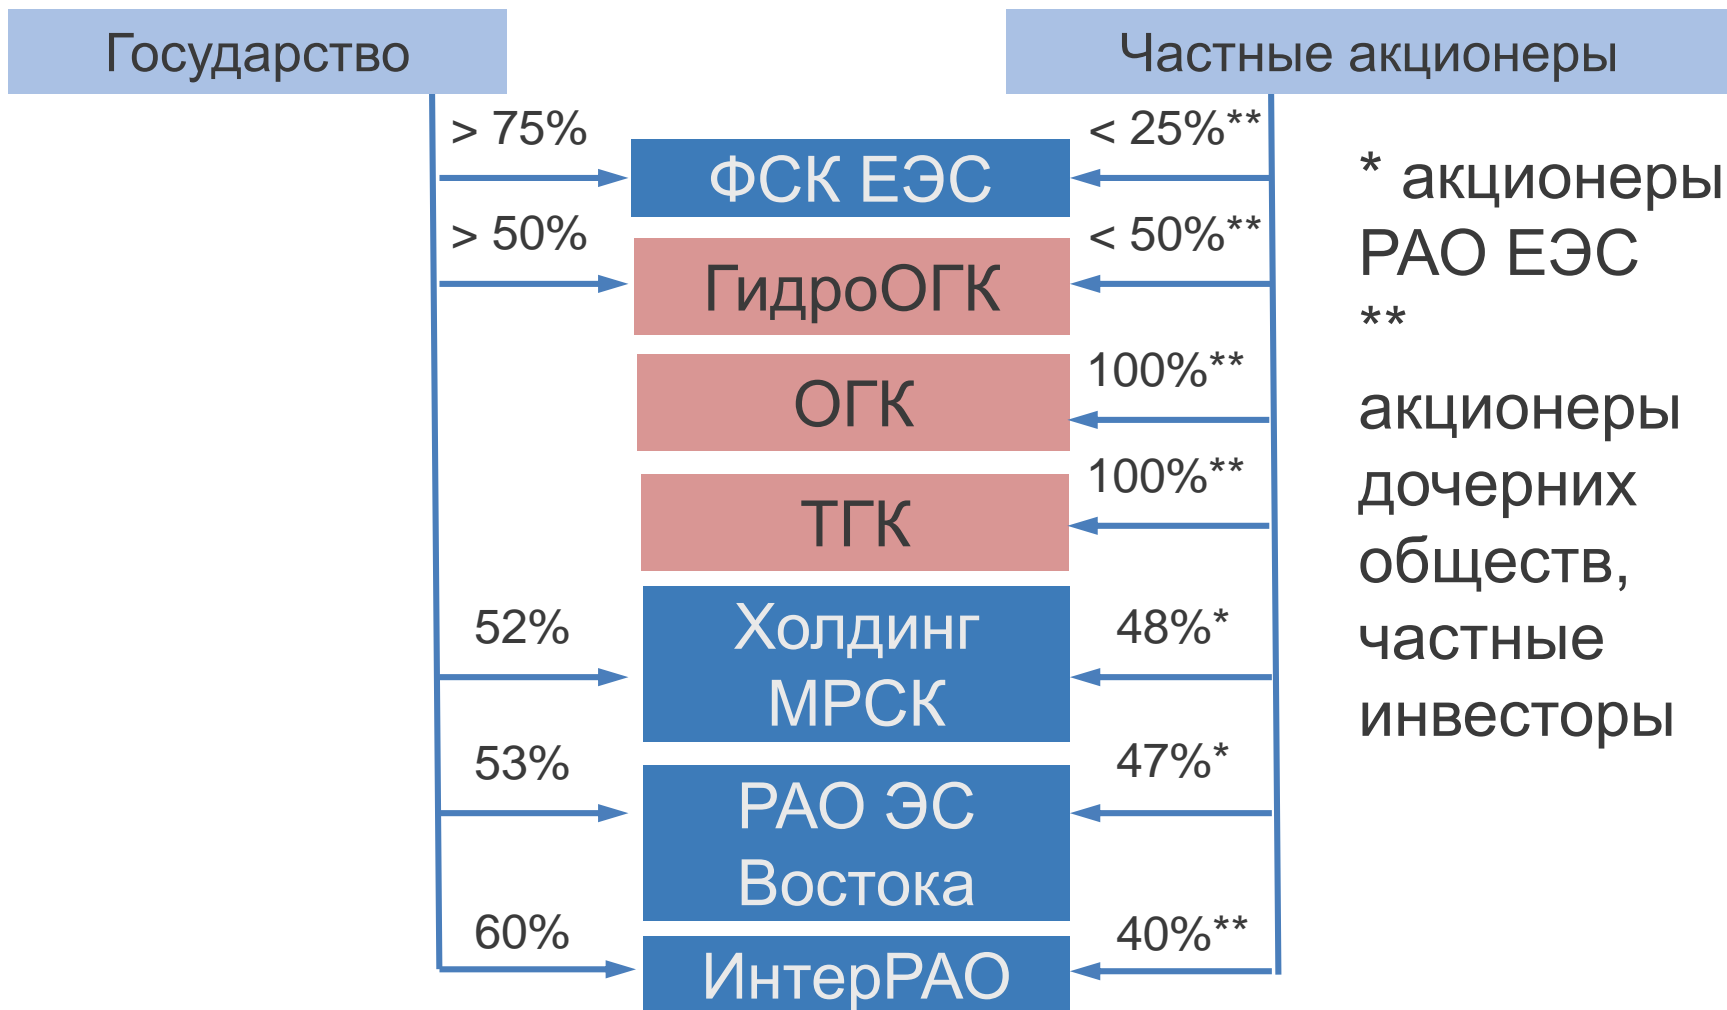 Государство
Частные акционеры
> 75%
ФСК ЕЭС
< 25%**
> 50%
ГидроОГК
< 50%**
ОГК
100%**
ТГК
100%**
52%
Холдинг
МРСК
48%*
53%
РАО ЭС
Востока
47%*
60%
ИнтерРАО
40%**
* акционеры
РАО ЕЭС
**
акционеры
дочерних
обществ,
частные
инвесторы